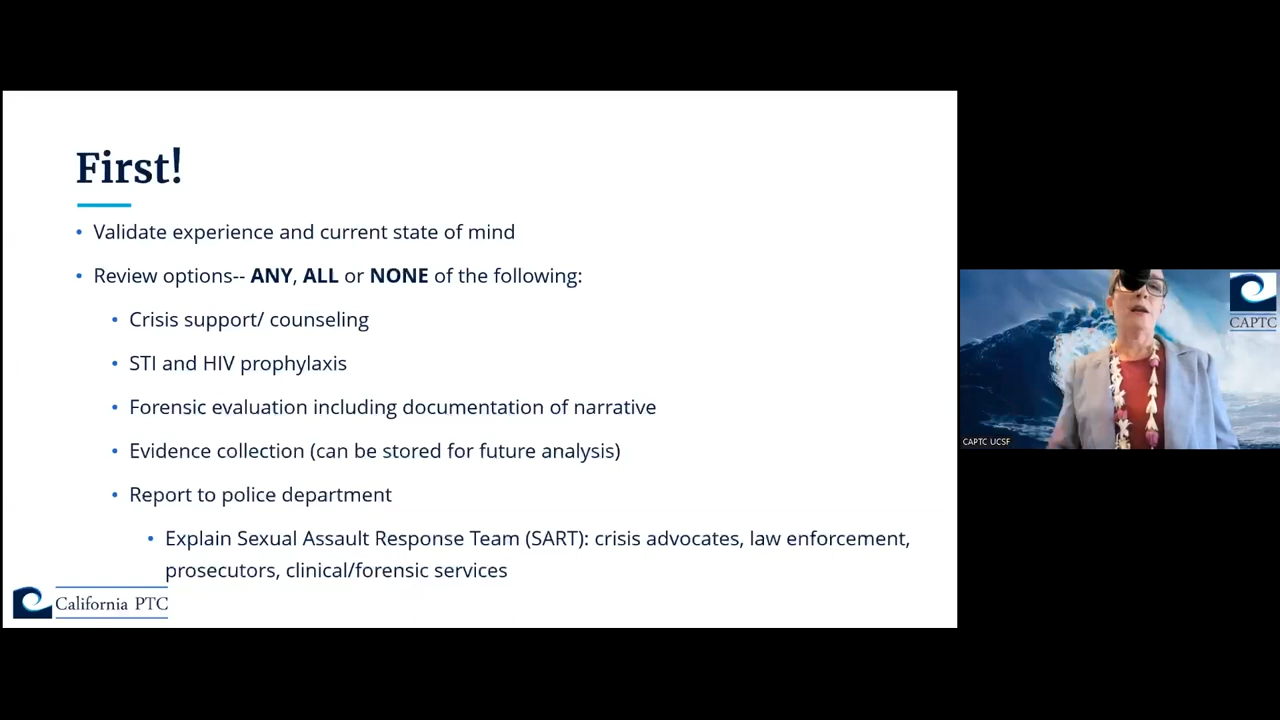 First!
• Validate experience and current state of mind
• Review options-- ANY, ALL or NONE of the following:
• Crisis support/ counseling
• STI and HIV prophylaxis
• Forensic evaluation including documentation of narrative
• Evidence collection (can be stored for future analysis)
• Report to police department
• Explain Sexual Assault Response Team (SART): crisis advocates, law enforcement,
prosecutors, clinical/forensic services
California PTC
CAPTC
CAPTC UCSF